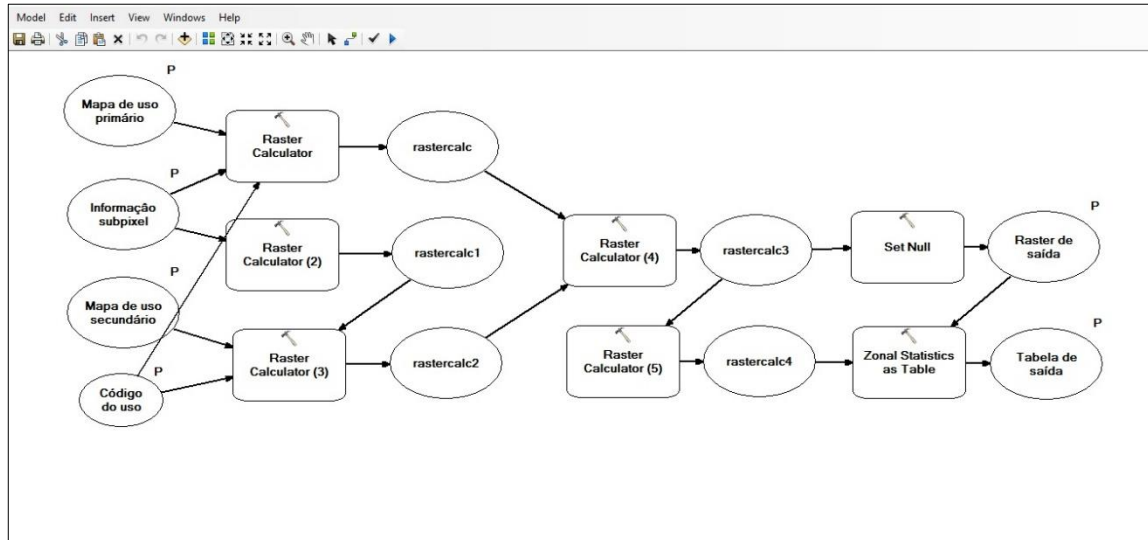 Model Edit Insert View Windows Help
P
Mapa de uso
primário
Raster
Calculator
rastercalc
P
Informação
subpixel
Raster
Calculator (2)
rastercalc1
P
Mapa de uso
secundário
Raster
Calculator (3)
rastercalc2
P
Código
do uso
Raster
Calculator (4)
rastercalc3
Set Null
P
Raster de
saída
Raster
Calculator (5)
rastercalc4
Zonal Statistics
as Table
P
Tabela de
saída